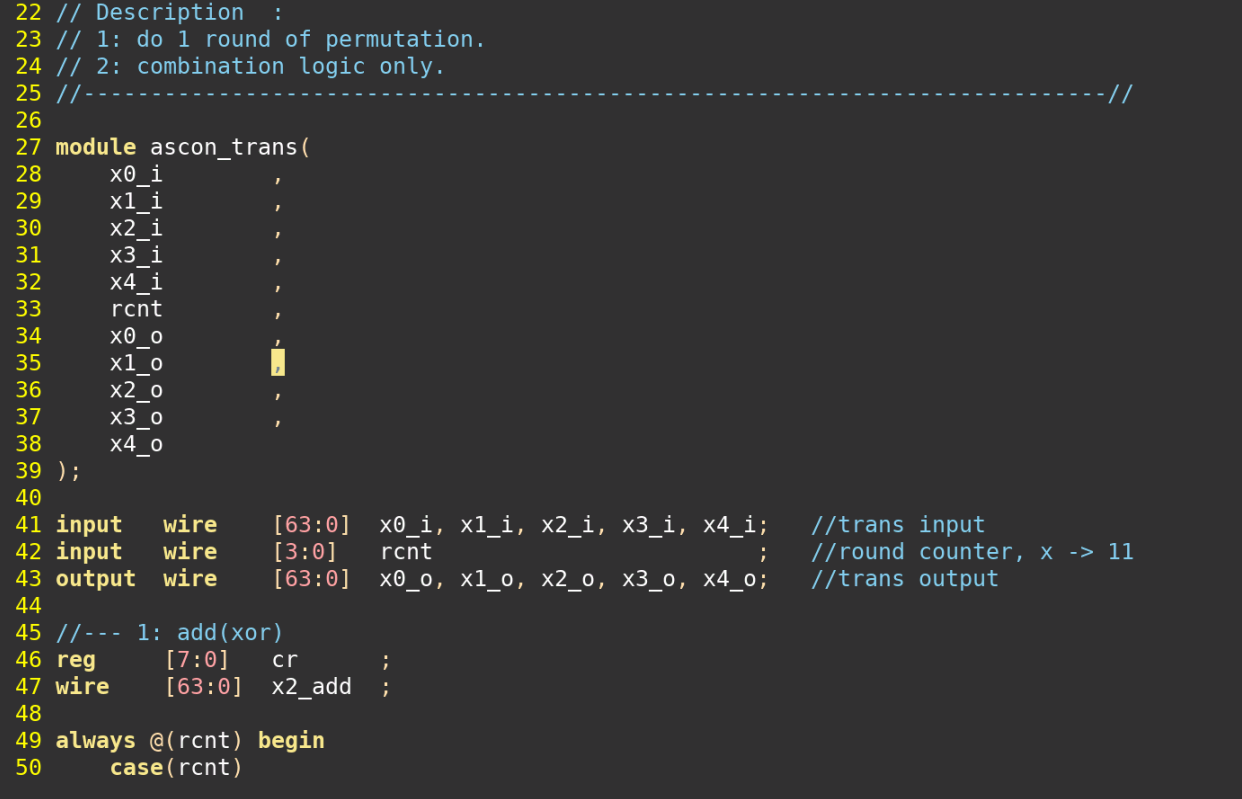 22 // Description  :
23 // 1: do 1 round of permutation.
24 // 2: combination logic only.
25 //----------------------------------------------------------------------------//
26
27 module ascon_trans(
28     x0_i        ,
29     x1_i        ,
30     x2_i        ,
31     x3_i        ,
32     x4_i        ,
33     rcnt        ,
34     x0_o        ,
35     x1_o        ,
36     x2_o        ,
37     x3_o        ,
38     x4_o
39 );
40
41 input   wire    [63:0]  x0_i, x1_i, x2_i, x3_i, x4_i;   //trans input
42 input   wire    [3:0]   rcnt                        ;   //round counter, x -> 11
43 output  wire    [63:0]  x0_o, x1_o, x2_o, x3_o, x4_o;   //trans output
44
45 //--- 1: add(xor)
46 reg     [7:0]   cr      ;
47 wire    [63:0]  x2_add  ;
48
49 always @(rcnt) begin
50     case(rcnt)